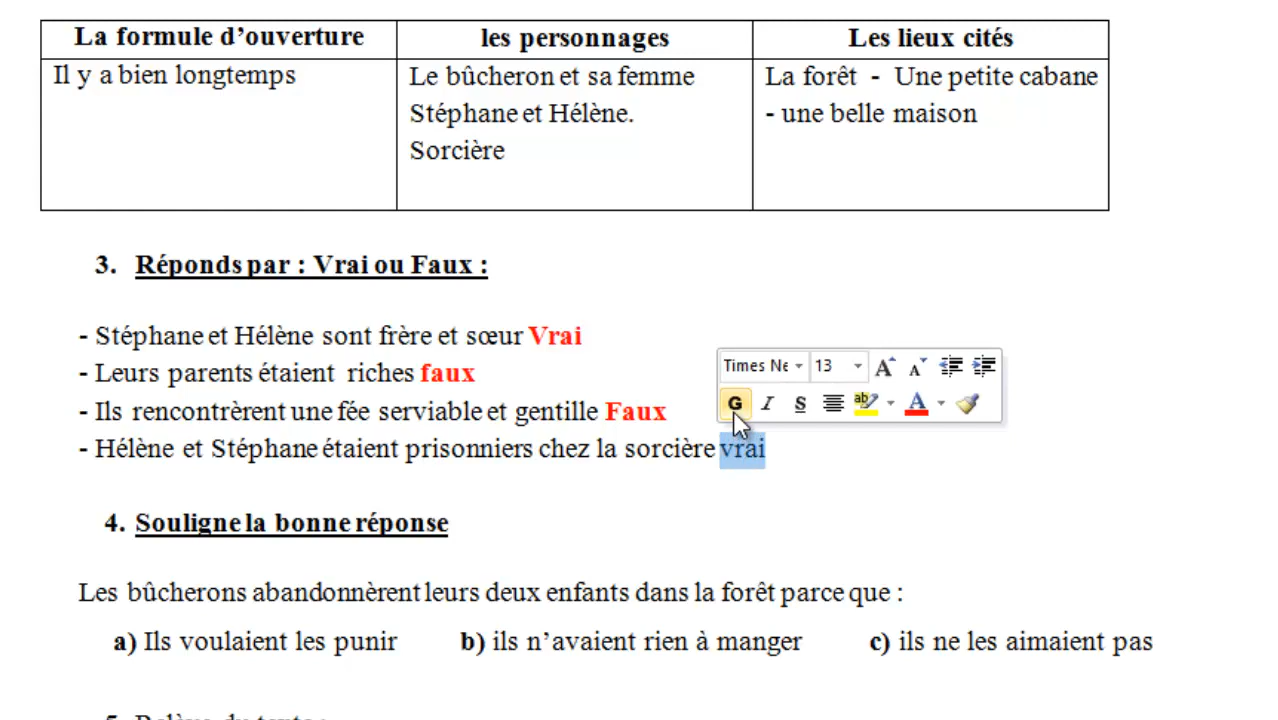 La formule d’ouverture
Il y a bien longtemps
les personnages
Le bûcheron et sa femme
Stéphane et Hélène.
Sorcière
Les lieux cités
La forêt - Une petite cabane
- une belle maison
3. Réponds par : Vrai ou Faux :
- Stéphane et Hélène sont frère et sœur Vrai
- Leurs parents étaient riches faux
- Ils rencontrèrent une fée serviable et gentille Faux
- Hélène et Stéphane étaient prisonniers chez la sorcière vrai
Times Ne 13 A A
G I S ab A
4. Souligne la bonne réponse
Les bûcherons abandonnèrent leurs deux enfants dans la forêt parce que :
a) Ils voulaient les punir b) ils n’avaient rien à manger c) ils ne les aimaient pas
5. Relève du texte :